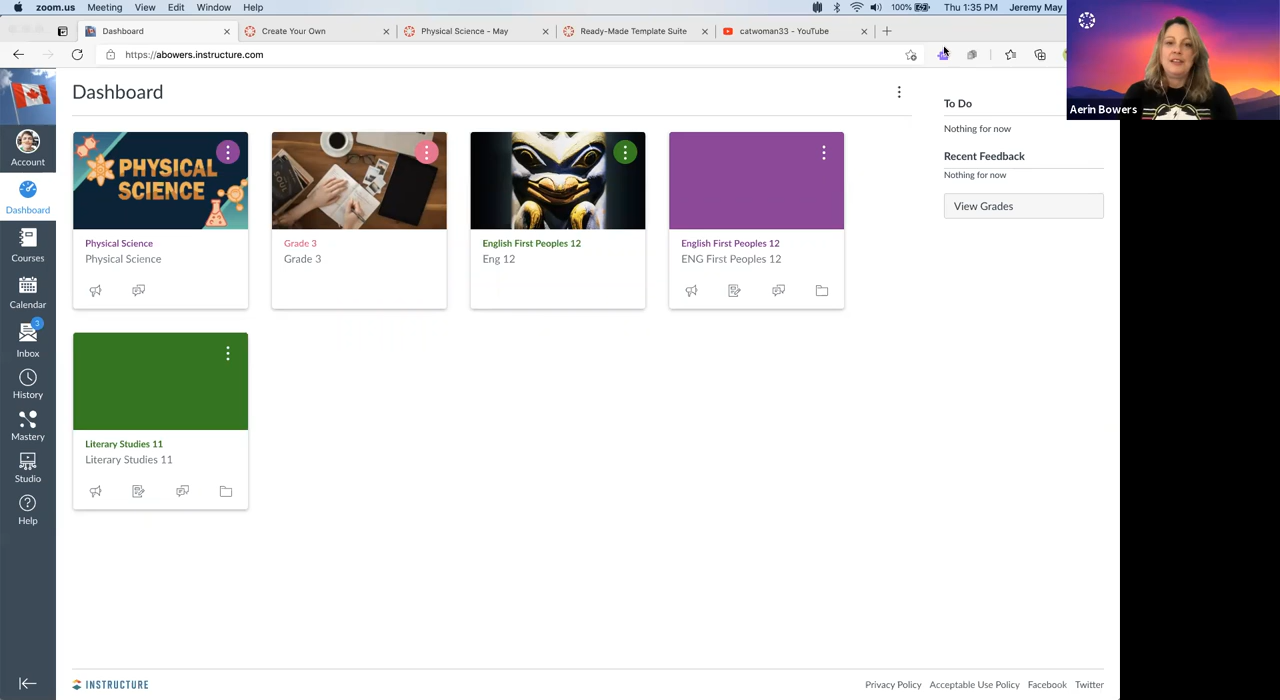 zoom.us Meeting View Edit Window Help 100% Thu 1:35 PM Jeremy May
Dashboard Create Your Own Physical Science - May Ready-Made Template Suite catwoman33 - YouTube
https://abowers.instructure.com
Aerin Bowers
Account
Dashboard
Courses
Calendar
3
Inbox
History
Mastery
Studio
Help
Dashboard
PHYSICAL
SCIENCE
Physical Science
Physical Science
Grade 3
Grade 3
English First Peoples 12
Eng 12
English First Peoples 12
ENG First Peoples 12
Literary Studies 11
Literary Studies 11
To Do
Nothing for now
Recent Feedback
Nothing for now
View Grades
INSTRUCTURE
Privacy Policy Acceptable Use Policy Facebook Twitter